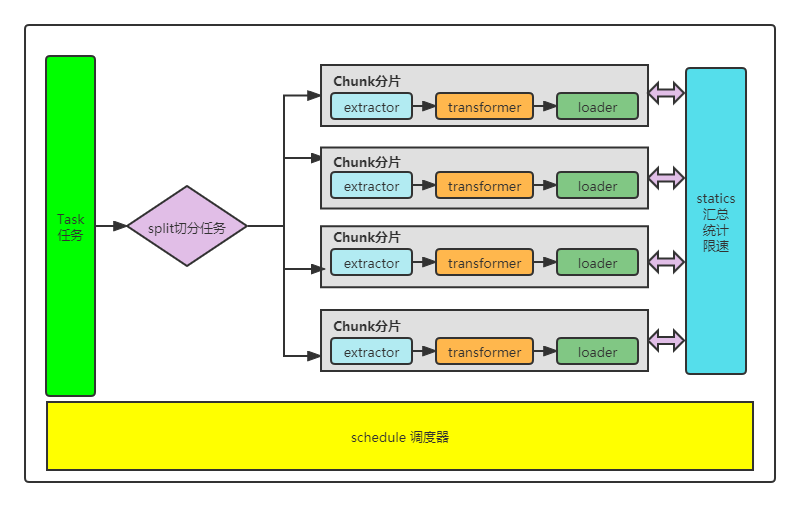 Task
任务
split切分任务
Chunk分片
extractor
transformer
loader
Chunk分片
extractor
transformer
loader
Chunk分片
extractor
transformer
loader
Chunk分片
extractor
transformer
loader
statics
汇总
统计
限速
schedule 调度器